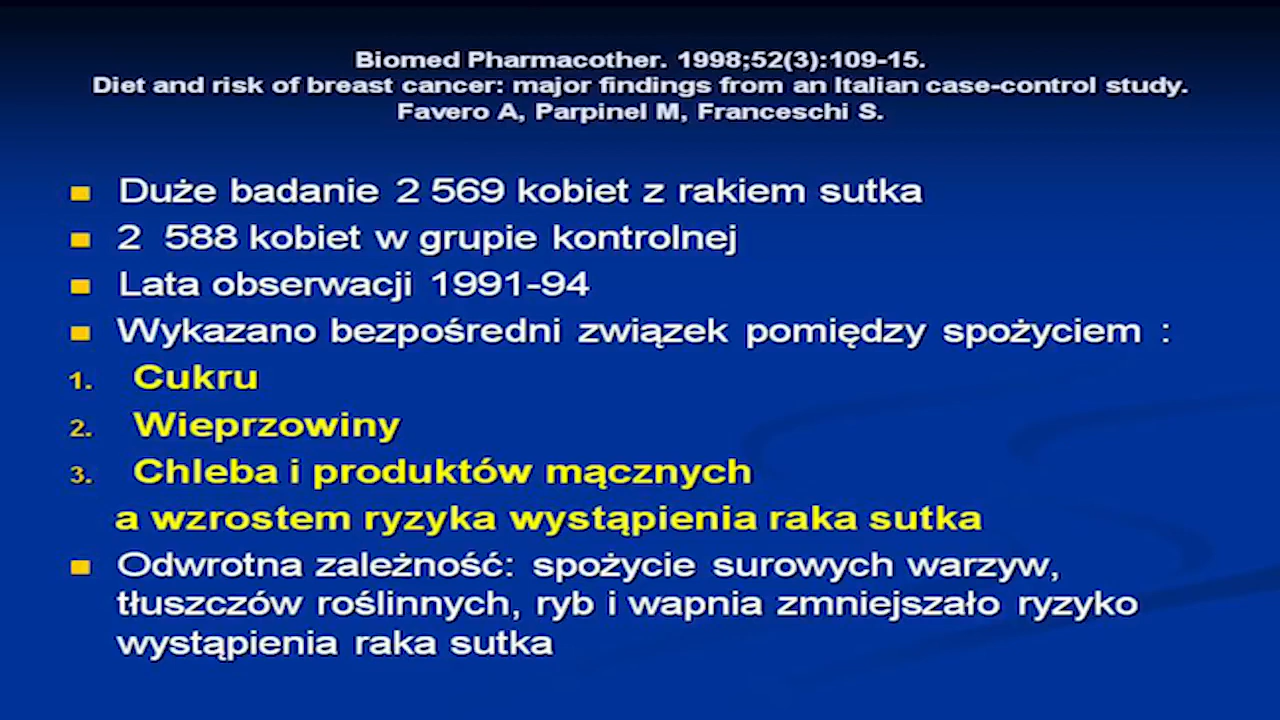 Biomed Pharmacother. 1998;52(3):109-15.
Diet and risk of breast cancer: major findings from an Italian case-control study.
Favero A, Parpinel M, Franceschi S.
Duże badanie 2 569 kobiet z rakiem sutka
2 588 kobiet w grupie kontrolnej
Lata obserwacji 1991-94
Wykazano bezpośredni związek pomiędzy spożyciem :
1. Cukru
2. Wieprzowiny
3. Chleba i produktów mącznych
a wzrostem ryzyka wystąpienia raka sutka
Odwrotna zależność: spożycie surowych warzyw,
tłuszczów roślinnych, ryb i wapnia zmniejszało ryzyko
wystąpienia raka sutka